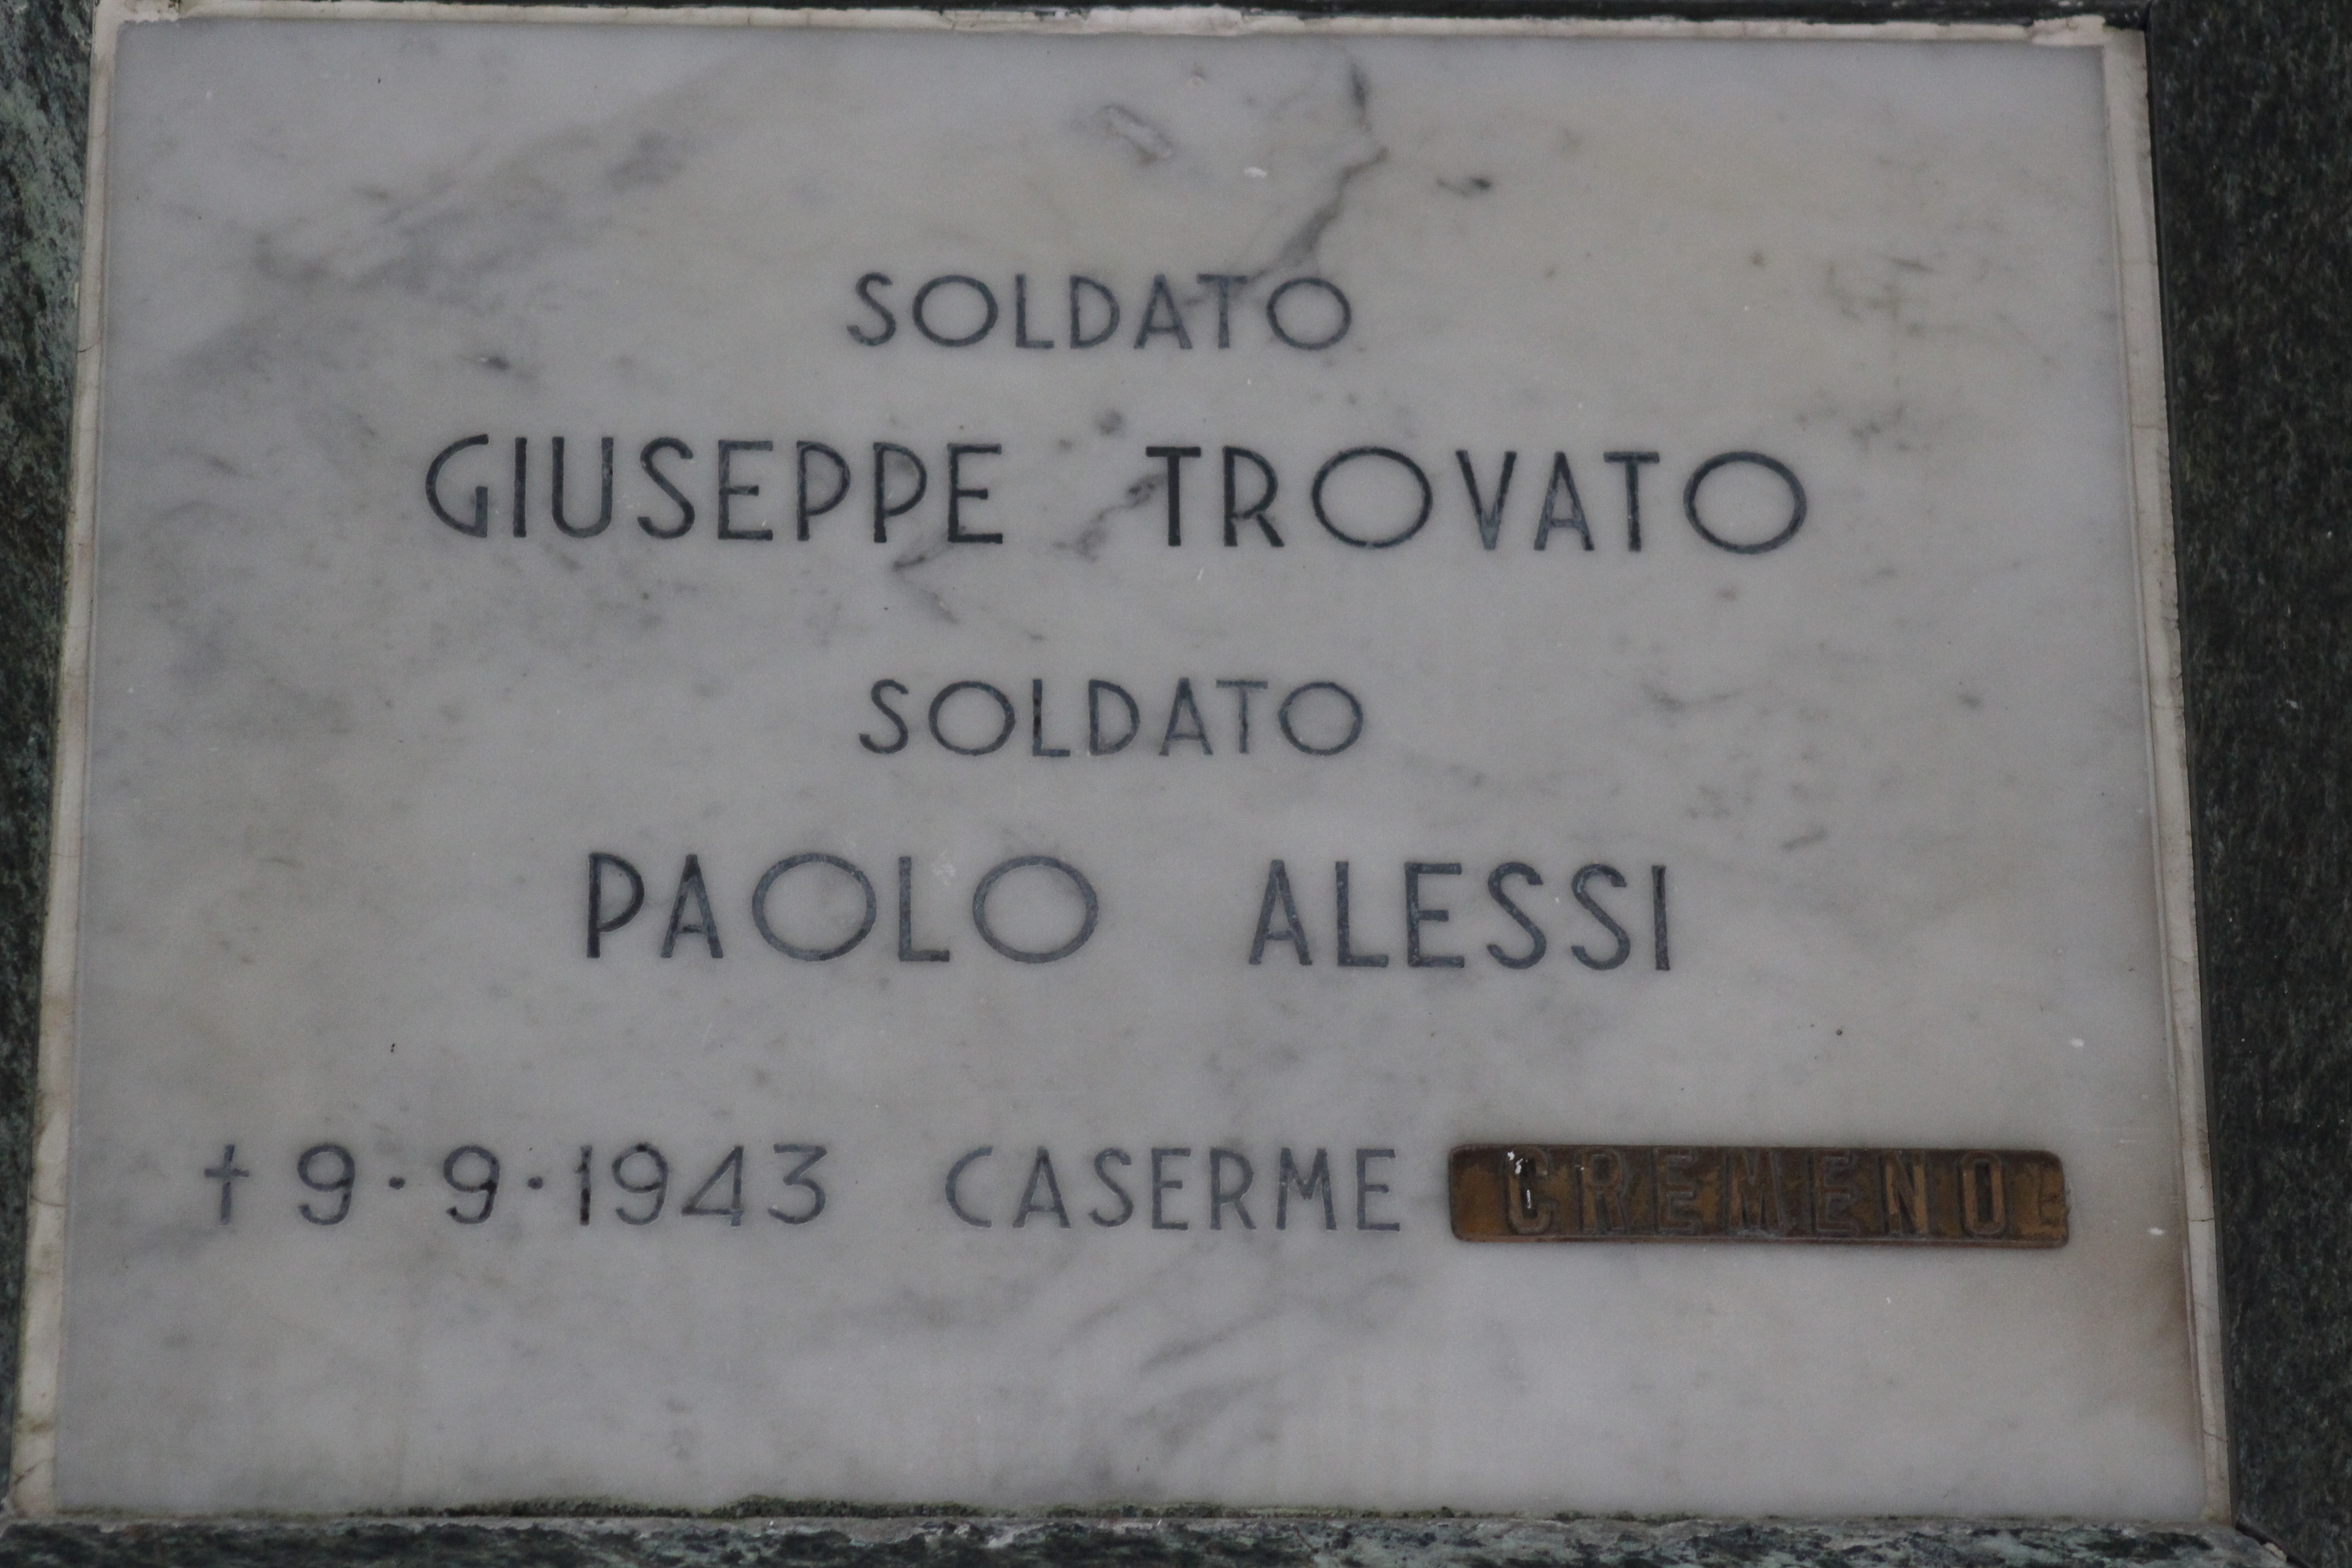 SOLDATO
GIUSEPPE TROVATO
SOLDATO
PAOLO ALESSI
† 9·9·1943 CASERME CREMENO